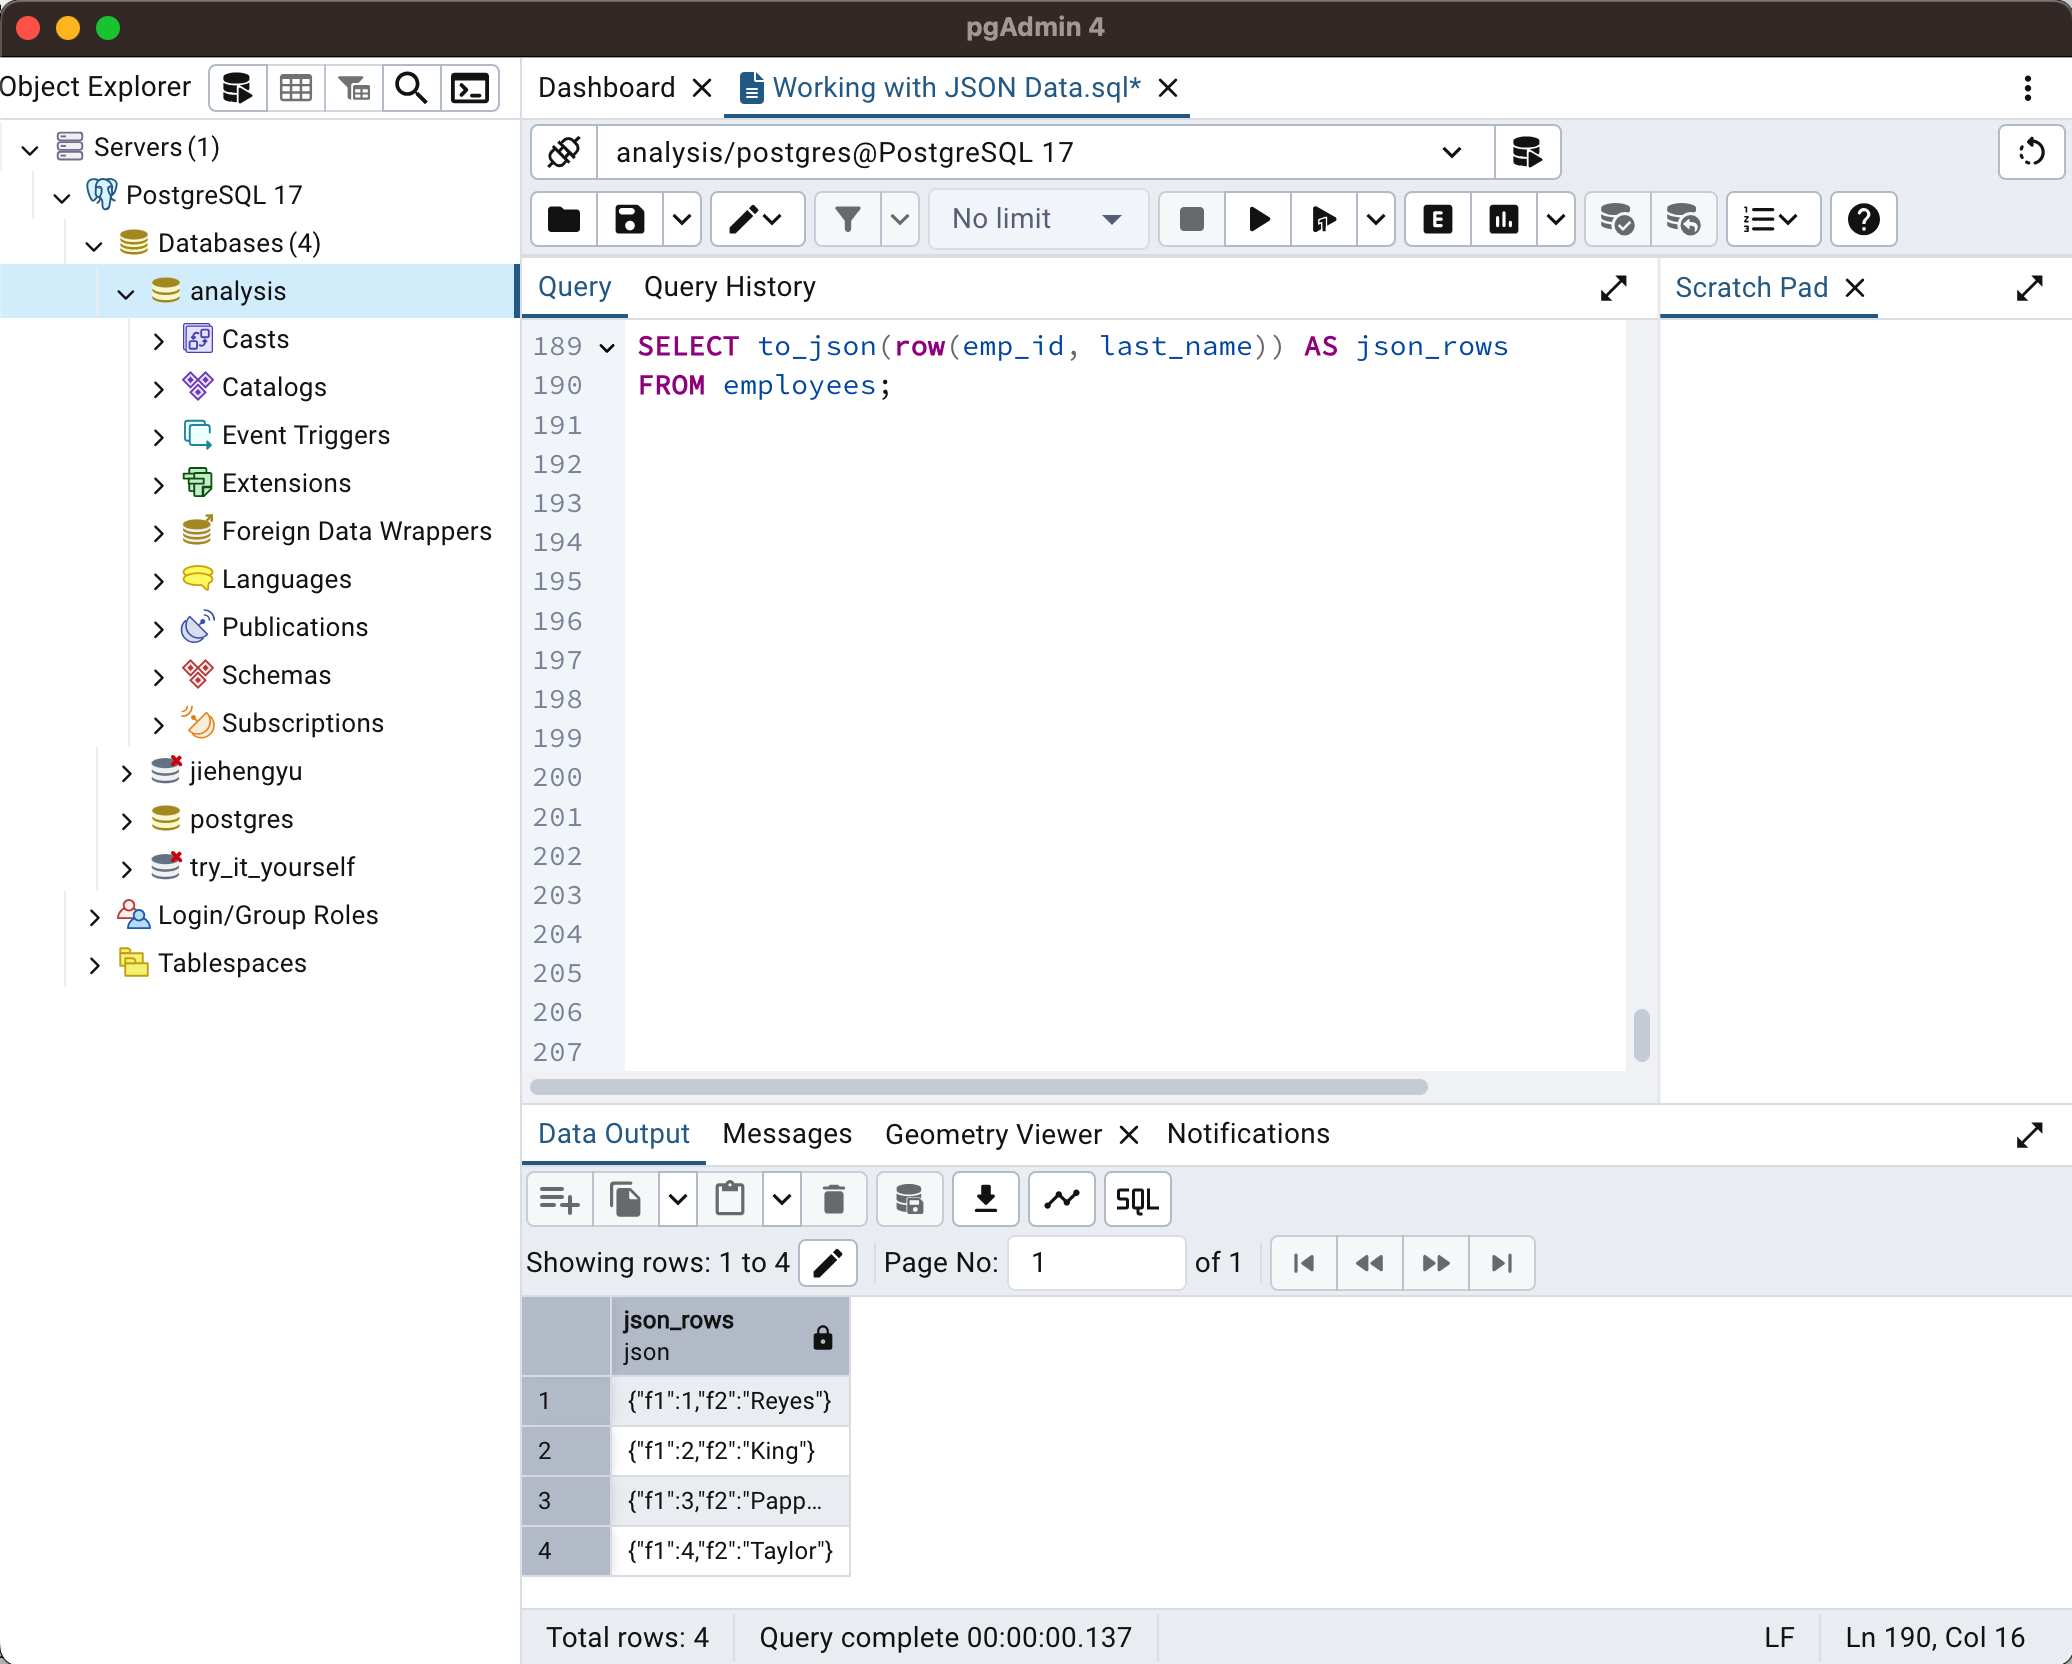 pgAdmin 4
Object Explorer
Servers (1)
PostgreSQL 17
Databases (4)
analysis
Casts
Catalogs
Event Triggers
Extensions
Foreign Data Wrappers
Languages
Publications
Schemas
Subscriptions
jiehengyu
postgres
try_it_yourself
Login/Group Roles
Tablespaces
Dashboard
Working with JSON Data.sql*
analysis/postgres@PostgreSQL 17
No limit
E
Query
Query History
Scratch Pad
189 SELECT to_json(row(emp_id, last_name)) AS json_rows
190 FROM employees;
191
192
193
194
195
196
197
198
199
200
201
202
203
204
205
206
207
Data Output
Messages
Geometry Viewer
Notifications
SQL
Showing rows: 1 to 4
Page No: 1 of 1
json_rows
json
1 {"f1":1,"f2":"Reyes"}
2 {"f1":2,"f2":"King"}
3 {"f1":3,"f2":"Papp...
4 {"f1":4,"f2":"Taylor"}
Total rows: 4
Query complete 00:00:00.137
LF
Ln 190, Col 16